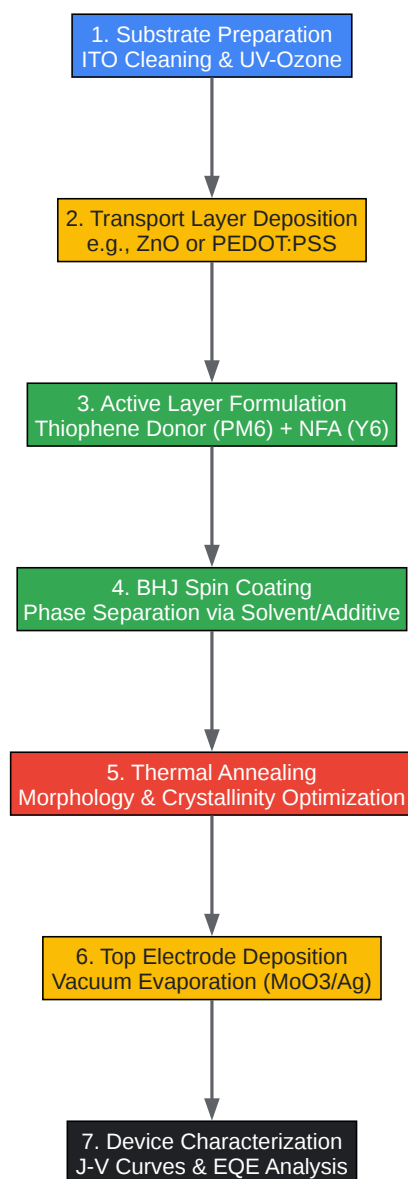 1. Substrate Preparation
ITO Cleaning & UV-Ozone
2. Transport Layer Deposition
e.g., ZnO or PEDOT:PSS
3. Active Layer Formulation
Thiophene Donor (PM6) + NFA (Y6)
4. BHJ Spin Coating
Phase Separation via Solvent/Additive
5. Thermal Annealing
Morphology & Crystallinity Optimization
6. Top Electrode Deposition
Vacuum Evaporation (MoO3/Ag)
7. Device Characterization
J-V Curves & EQE Analysis